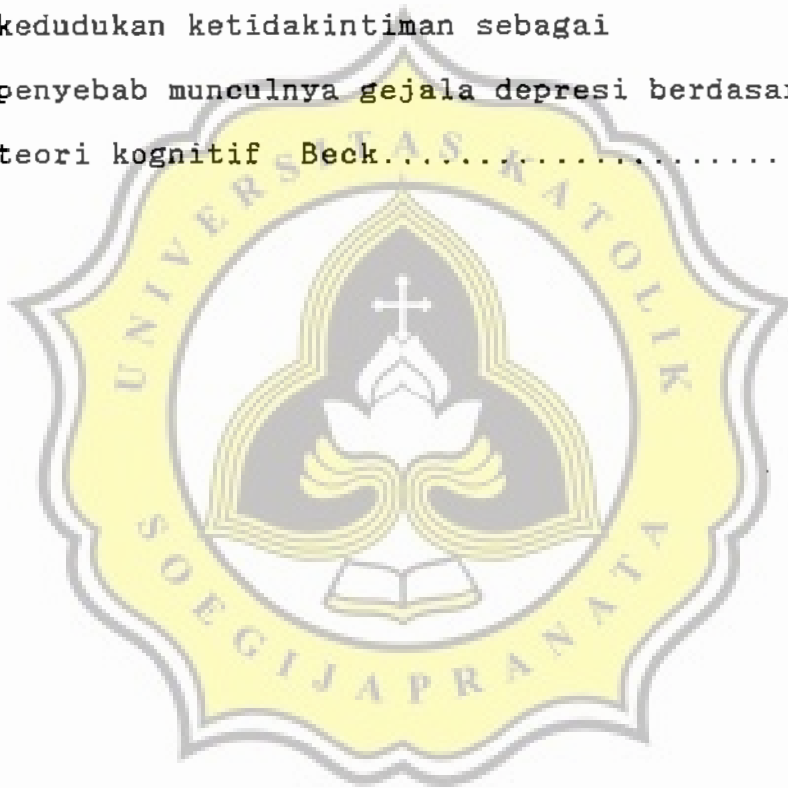 kedudukan ketidakintiman sebagai
penyebab munculnya gejala depresi berdasar
teori kognitif Beck......................
UNIVERSITAS KATOLIK
SOEGIJAPRANATA